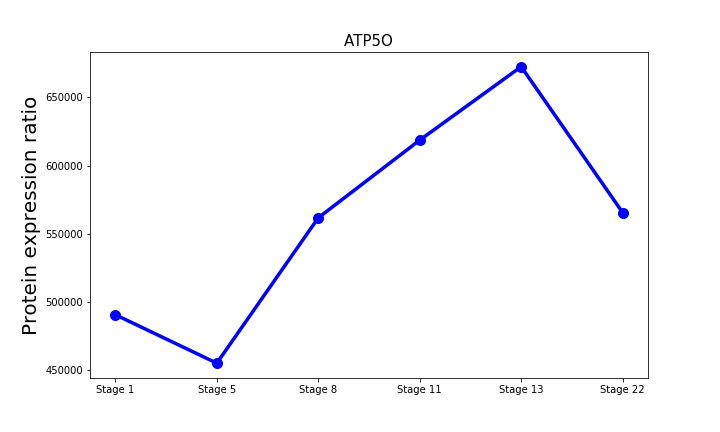 ATP5O
Protein expression ratio
650000
600000
550000
500000
450000
Stage 1
Stage 5
Stage 8
Stage 11
Stage 13
Stage 22